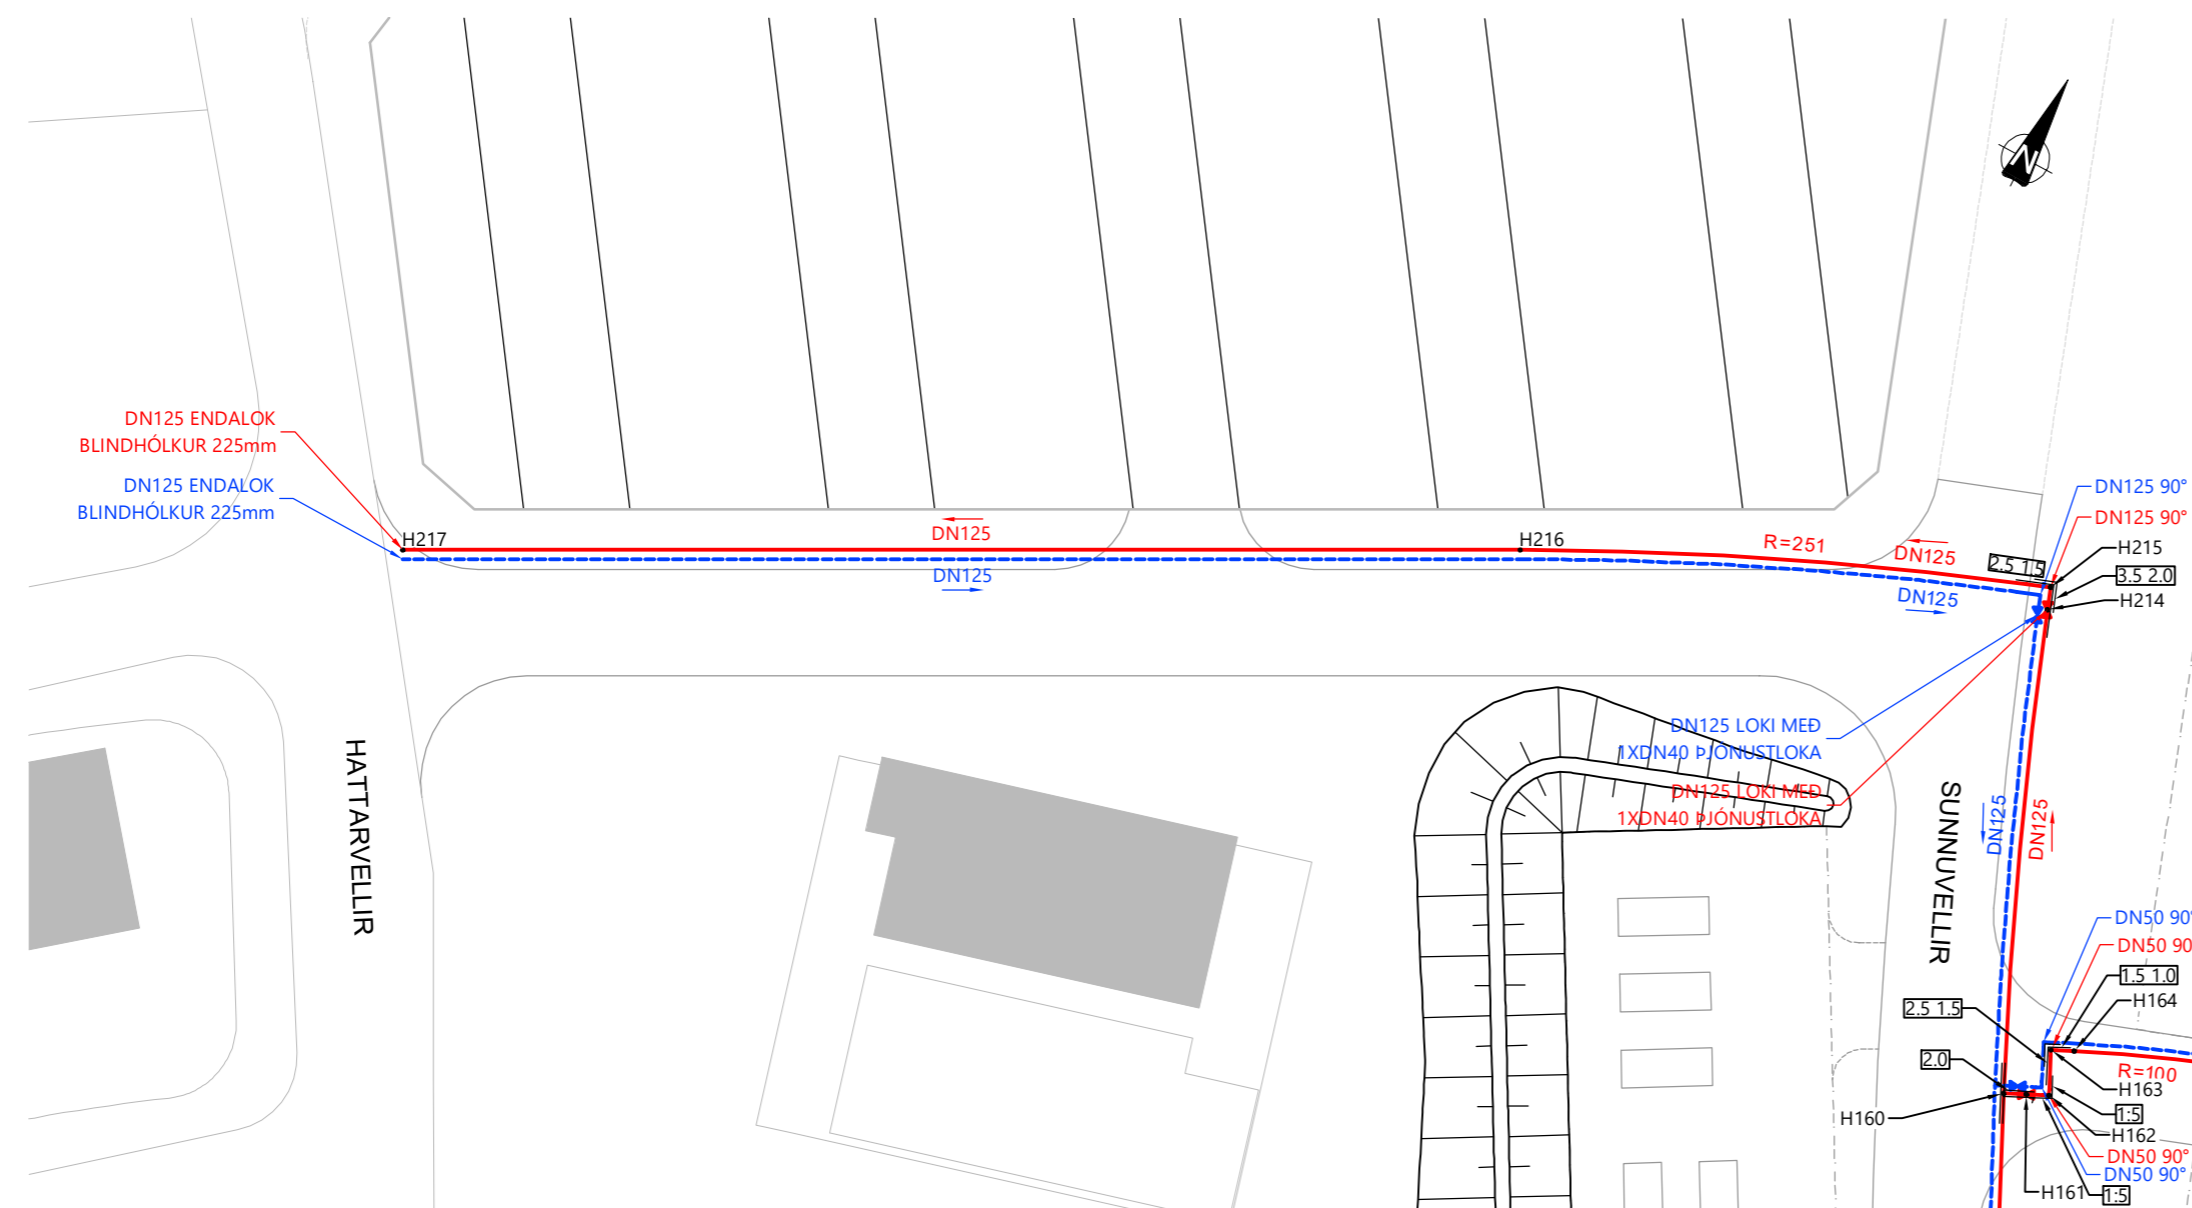 N
DN125 ENDALOK
BLINDHÓLKUR 225mm
DN125 ENDALOK
BLINDHÓLKUR 225mm
H217
DN125
DN125
H216
R=251
DN125
DN125
2.5 1.5
DN125 90°
DN125 90°
H215
3.5 2.0
H214
DN125 LOKI MEÐ
1XDN40 ÞJÓNUSTLOKA
DN125 LOKI MEÐ
1XDN40 ÞJÓNUSTLOKA
HATTARVELLIR
SUNNUVELLIR
DN125
DN125
DN50 90°
DN50 90
1.5 1.0
H164
2.5 1.5
2.0
R=100
H163
H160
1:5
H162
DN50 90°
DN50 90°
H161
1:5